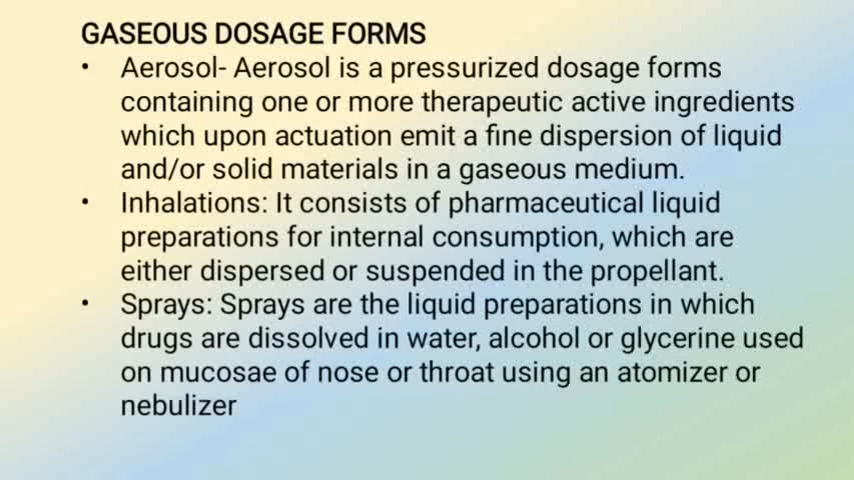 GASEOUS DOSAGE FORMS
• Aerosol- Aerosol is a pressurized dosage forms
containing one or more therapeutic active ingredients
which upon actuation emit a fine dispersion of liquid
and/or solid materials in a gaseous medium.
• Inhalations: It consists of pharmaceutical liquid
preparations for internal consumption, which are
either dispersed or suspended in the propellant.
• Sprays: Sprays are the liquid preparations in which
drugs are dissolved in water, alcohol or glycerine used
on mucosae of nose or throat using an atomizer or
nebulizer